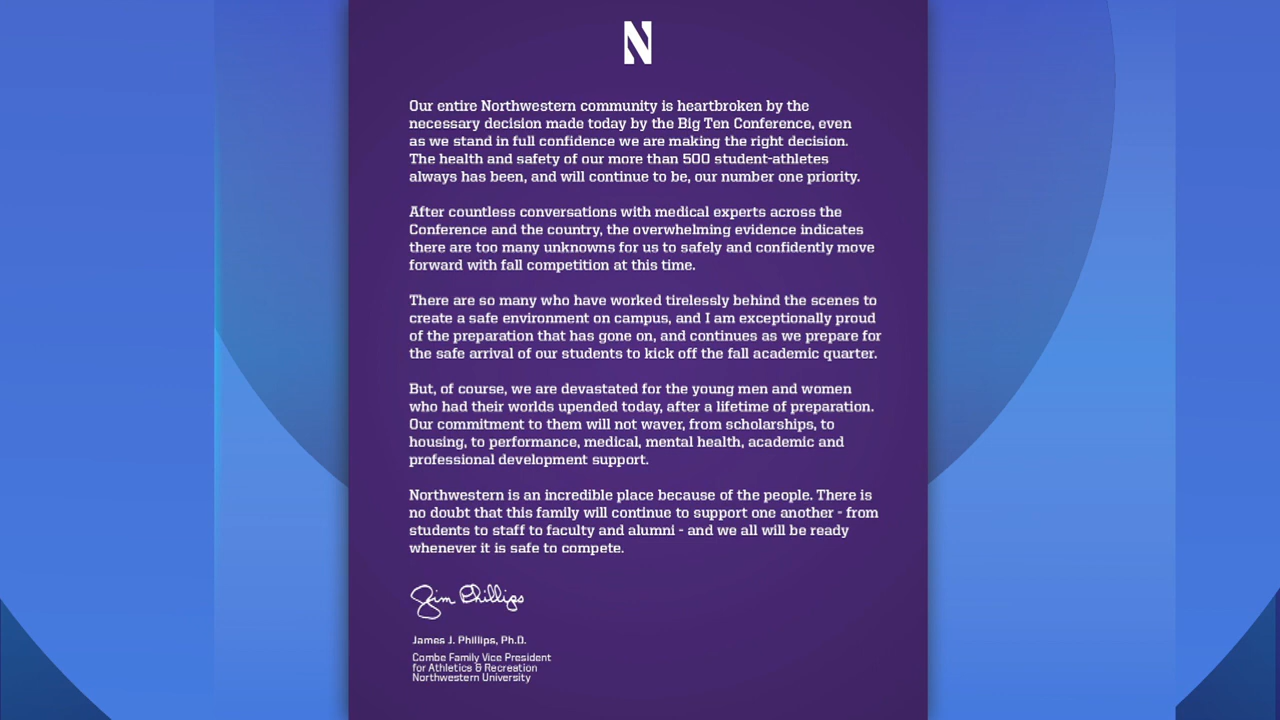 N
Our entire Northwestern community is heartbroken by the
necessary decision made today by the Big Ten Conference, even
as we stand in full confidence we are making the right decision.
The health and safety of our more than 500 student-athletes
always has been, and will continue to be, our number one priority.
After countless conversations with medical experts across the
Conference and the country, the overwhelming evidence indicates
there are too many unknowns for us to safely and confidently move
forward with fall competition at this time.
There are so many who have worked tirelessly behind the scenes to
create a safe environment on campus, and I am exceptionally proud
of the preparation that has gone on, and continues as we prepare for
the safe arrival of our students to kick off the fall academic quarter.
But, of course, we are devastated for the young men and women
who had their worlds upended today, after a lifetime of preparation.
Our commitment to them will not waver, from scholarships, to
housing, to performance, medical, mental health, academic and
professional development support.
Northwestern is an incredible place because of the people. There is
no doubt that this family will continue to support one another - from
students to staff to faculty and alumni - and we all will be ready
whenever it is safe to compete.
Jim Phillips
James J. Phillips, Ph.D.
Combe Family Vice President
for Athletics & Recreation
Northwestern University